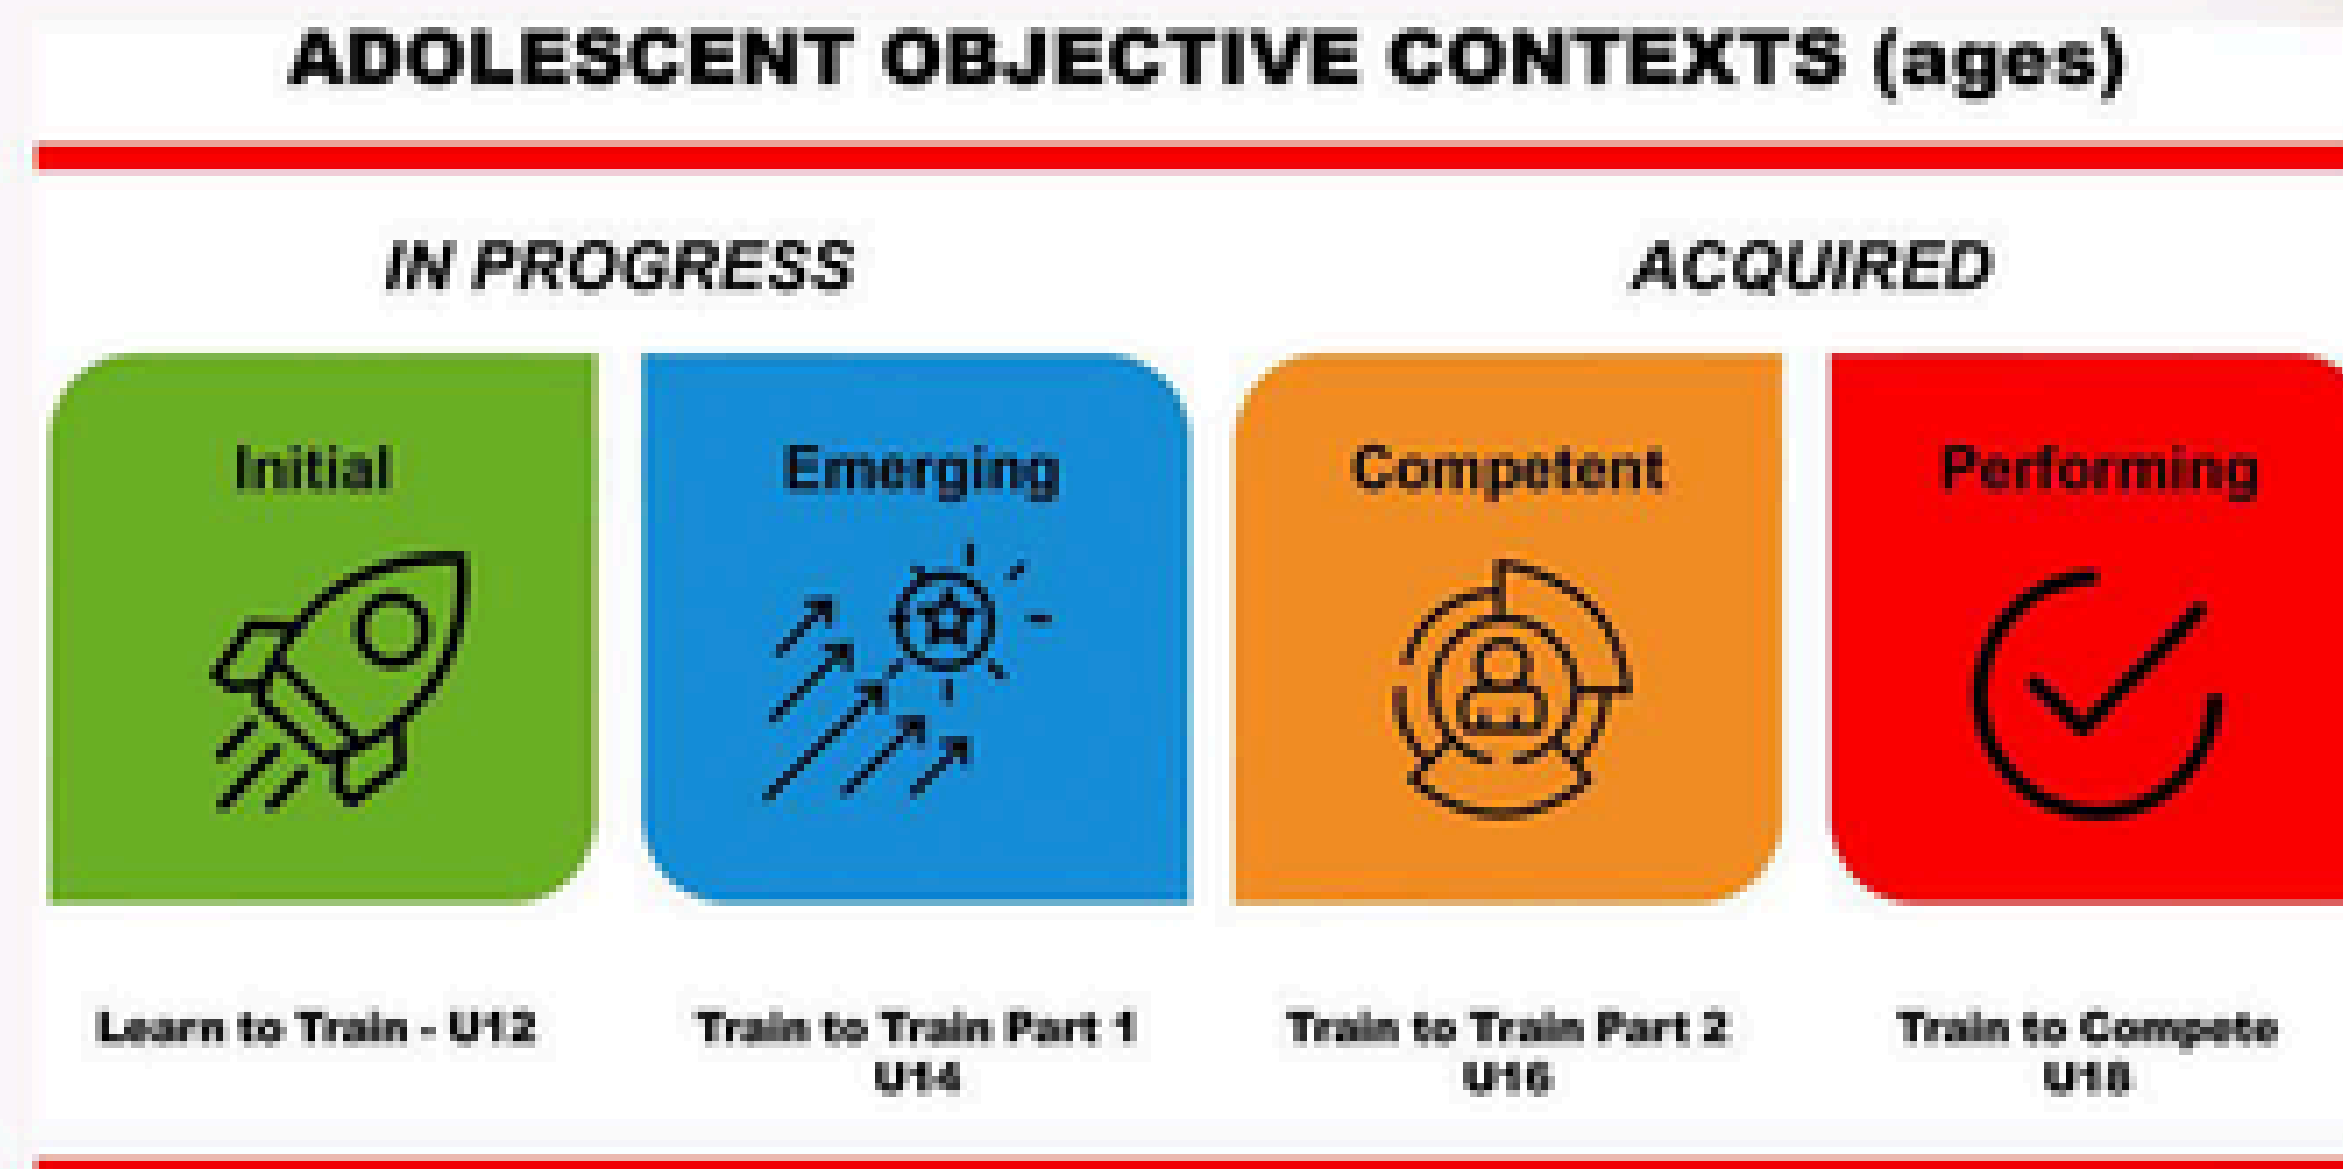 ADOLESCENT OBJECTIVE CONTEXTS (ages)
IN PROGRESS
ACQUIRED
Initial
Emerging
Competent
Performing
Learn to Train - U12
Train to Train Part 1
U14
Train to Train Part 2
U16
Train to Compete
U18